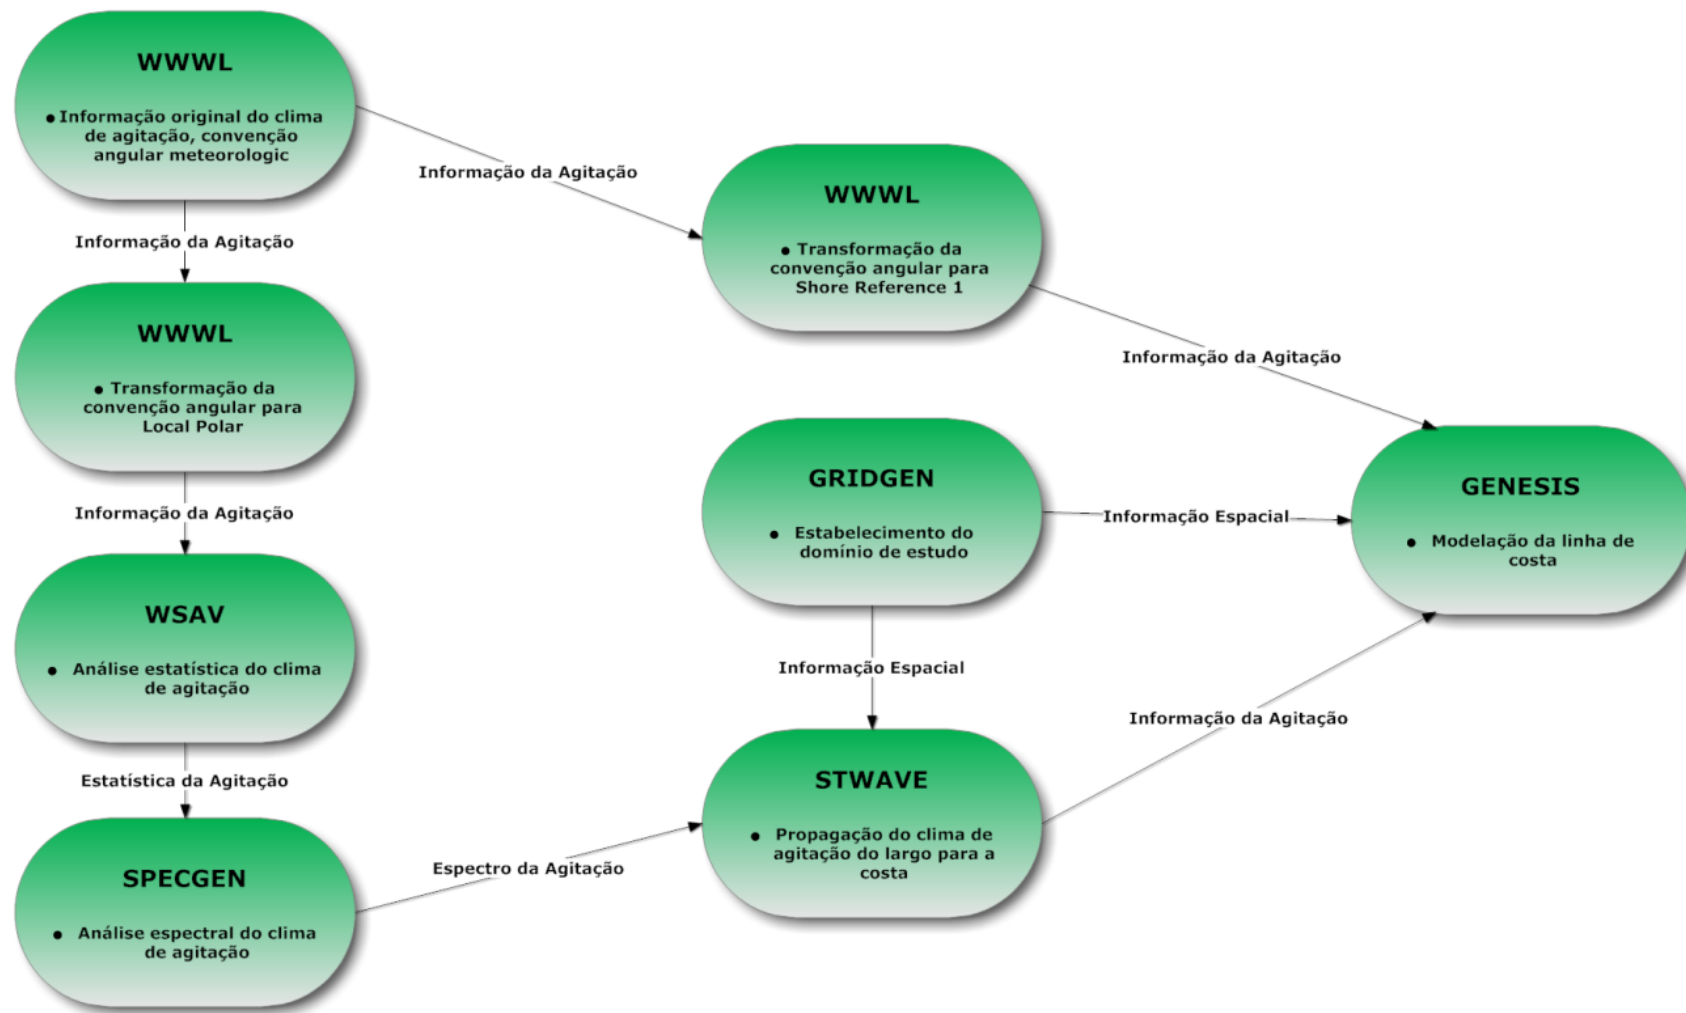 WWWL
• Informação original do clima
de agitação, convenção
angular meteorologic
Informação da Agitação
Informação da Agitação
WWWL
• Transformação da
convenção angular para
Shore Reference 1
WWWL
• Transformação da
convenção angular para
Local Polar
Informação da Agitação
Informação da Agitação
GRIDGEN
• Estabelecimento do
domínio de estudo
Informação Espacial
GENESIS
• Modelação da linha de
costa
WSAV
• Análise estatística do clima
de agitação
Informação Espacial
Informação da Agitação
Estatística da Agitação
STWAVE
• Propagação do clima de
agitação do largo para a
costa
SPECGEN
• Análise espectral do clima
de agitação
Espectro da Agitação